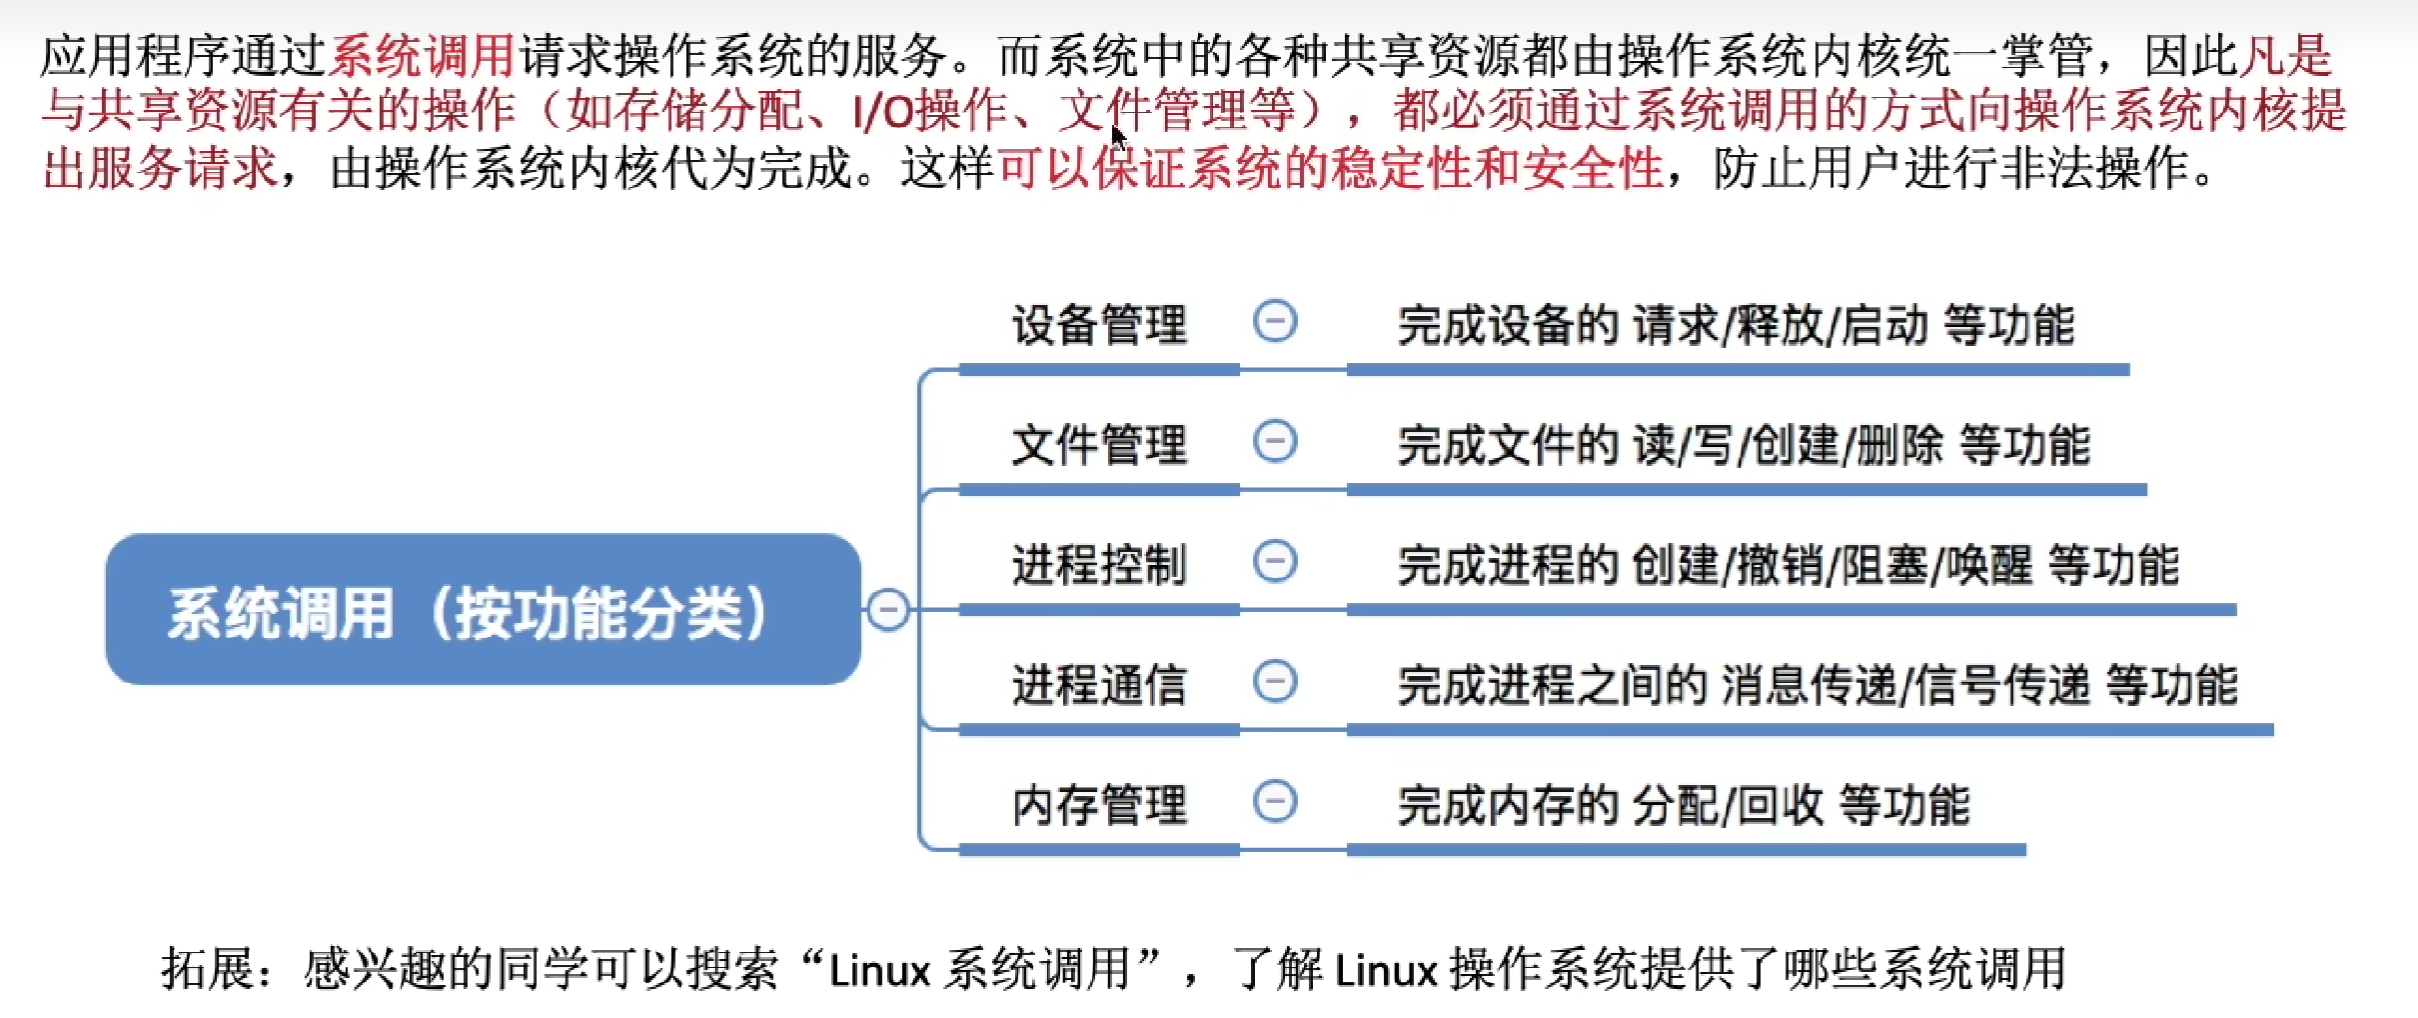 应用程序通过系统调用请求操作系统的服务。而系统中的各种共享资源都由操作系统内核统一掌管，因此凡是
与共享资源有关的操作（如存储分配、I/O操作、文件管理等），都必须通过系统调用的方式向操作系统内核提
出服务请求，由操作系统内核代为完成。这样可以保证系统的稳定性和安全性，防止用户进行非法操作。
系统调用（按功能分类）
设备管理 完成设备的 请求/释放/启动 等功能
文件管理 完成文件的 读/写/创建/删除 等功能
进程控制 完成进程的 创建/撤销/阻塞/唤醒 等功能
进程通信 完成进程之间的 消息传递/信号传递 等功能
内存管理 完成内存的 分配/回收 等功能
拓展：感兴趣的同学可以搜索“Linux 系统调用”，了解 Linux 操作系统提供了哪些系统调用